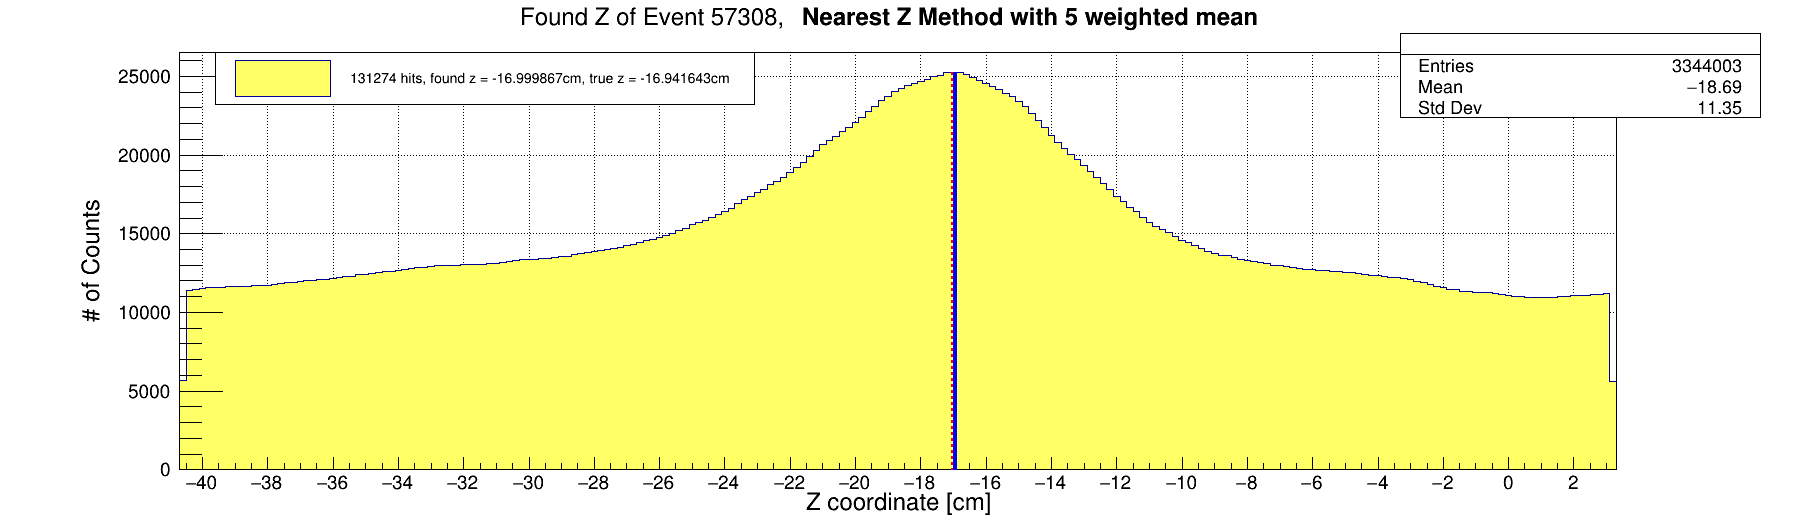 Found Z of Event 57308, Nearest Z Method with 5 weighted mean
131274 hits, found z = -16.999867cm, true z = -16.941643cm
Entries 3344003
Mean −18.69
Std Dev 11.35
# of Counts
25000
20000
15000
10000
5000
0
−40 −38 −36 −34 −32 −30 −28 −26 −24 −22 −20 −18 −16 −14 −12 −10 −8 −6 −4 −2 0 2
Z coordinate [cm]